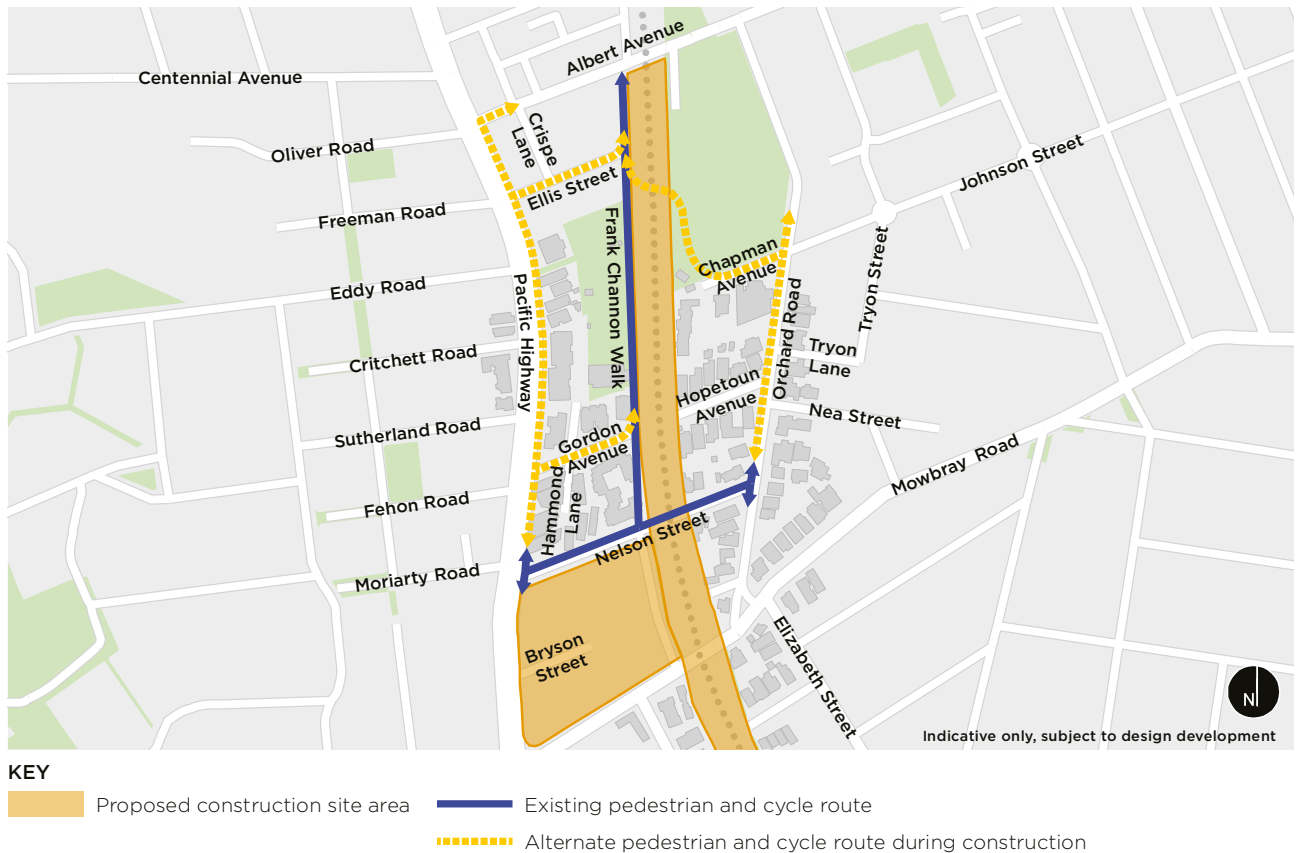 Albert Avenue
Centennial Avenue
Crispe
Lane
Oliver Road
Johnson Street
Ellis Street
Freeman Road
Frank Channon Walk
Chapman
Avenue
Tryon Street
Eddy Road
Pacific Highway
Orchard Road
Critchett Road
Tryon
Lane
Hopetoun
Avenue
Nea Street
Sutherland Road
Gordon
Avenue
Mowbray Road
Fehon Road
Hammond
Lane
Nelson Street
Moriarty Road
Bryson
Street
Elizabeth Street
N
Indicative only, subject to design development
KEY
Proposed construction site area
Existing pedestrian and cycle route
Alternate pedestrian and cycle route during construction